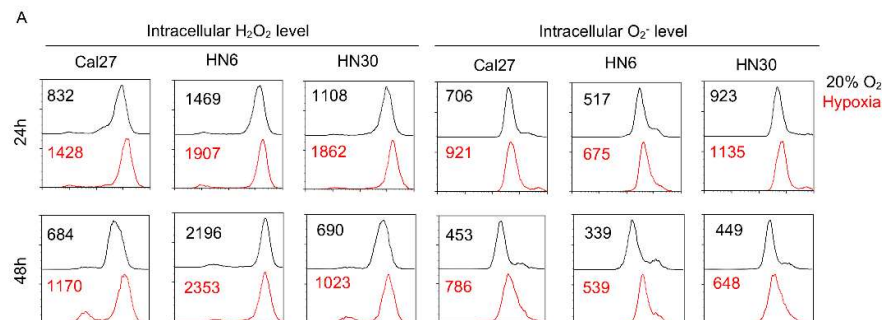 A
Intracellular H₂O₂ level
Intracellular O₂⁻ level
Cal27
HN6
HN30
Cal27
HN6
HN30
20% O₂
Hypoxia
24h
832
1469
1108
706
517
923
1428
1907
1862
921
675
1135
48h
684
2196
690
453
339
449
1170
2353
1023
786
539
648